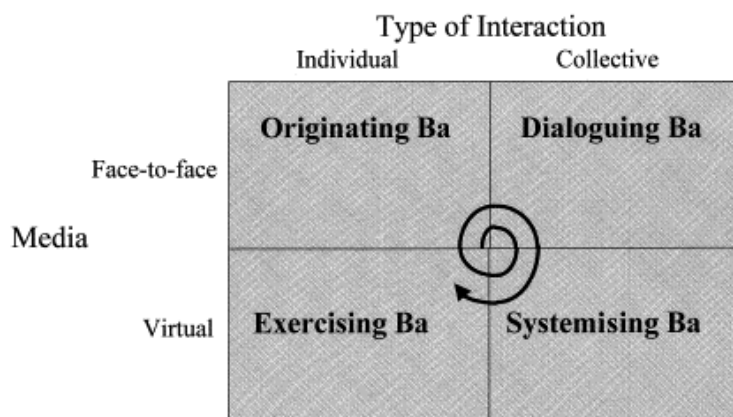 Type of Interaction
Individual Collective
Originating Ba Dialoguing Ba
Face-to-face
Media
Virtual
Exercising Ba Systemising Ba